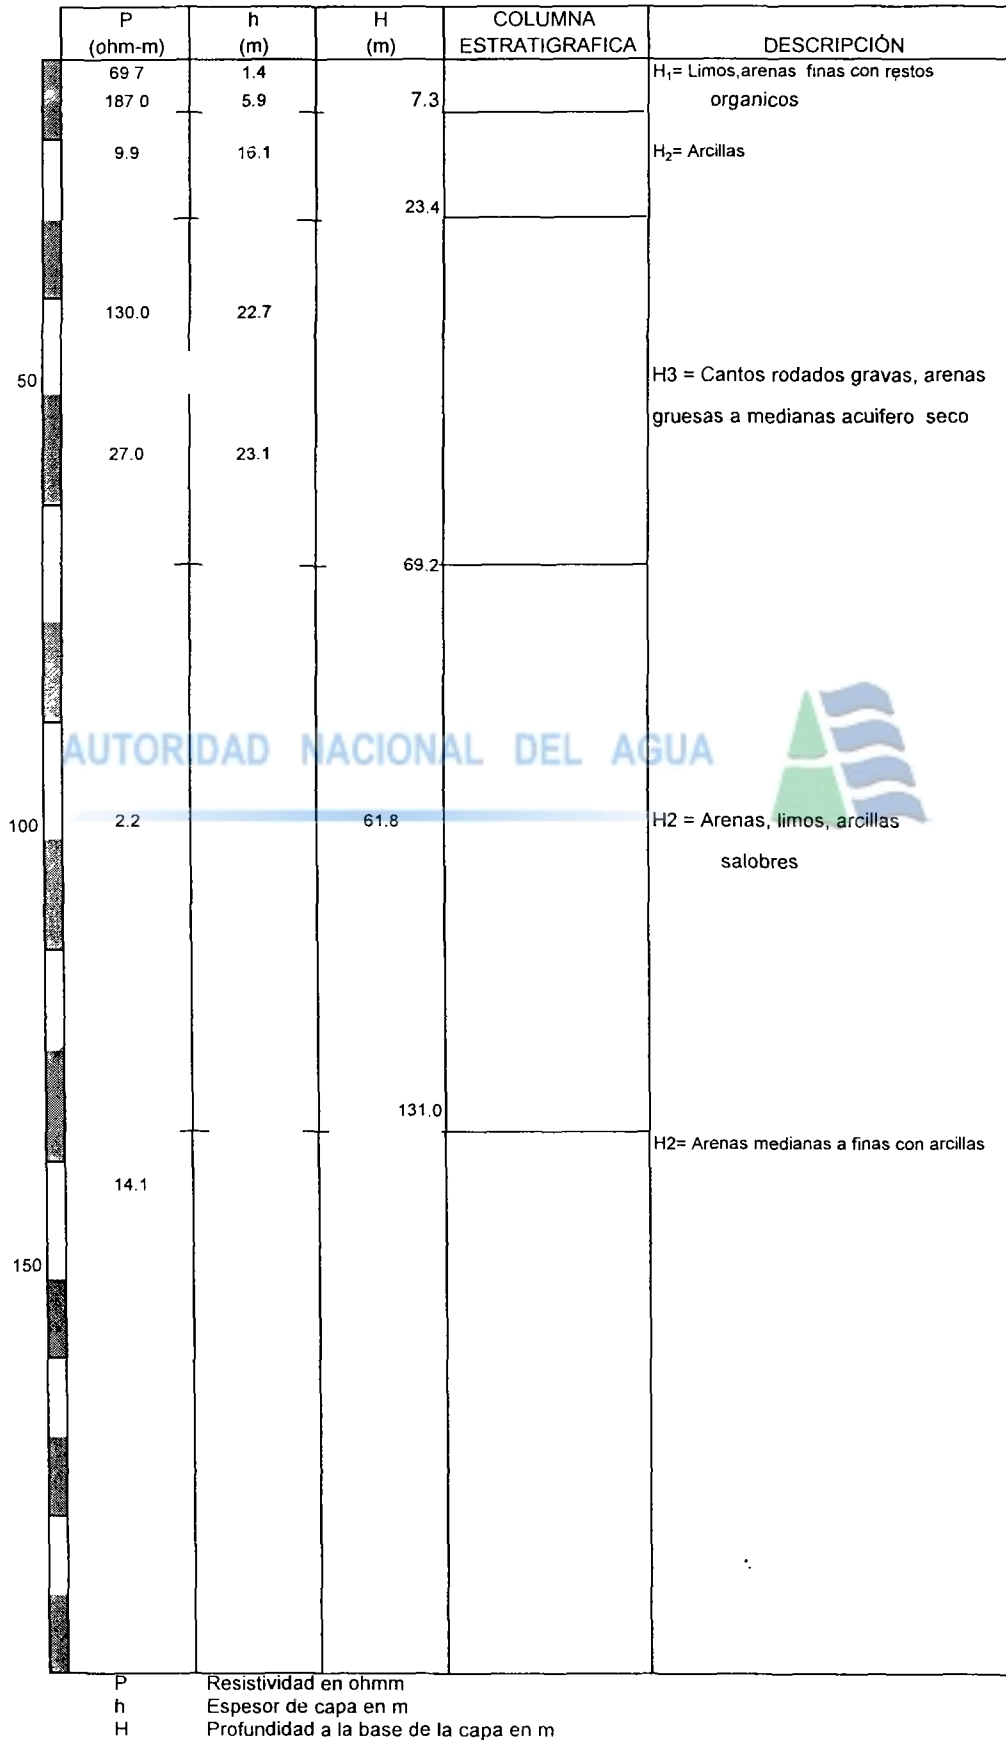 P h H COLUMNA
(ohm-m) (m) (m) ESTRATIGRAFICA DESCRIPCIÓN
69 7 1.4 H₁= Limos,arenas finas con restos
187 0 5.9 7.3 organicos
9.9 16.1 H₂= Arcillas
23.4
130.0 22.7
50 H3 = Cantos rodados gravas, arenas
gruesas a medianas acuifero seco
27.0 23.1
69.2
AUTORIDAD NACIONAL DEL AGUA
100 2.2 61.8 H2 = Arenas, limos, arcillas
salobres
131.0
H2= Arenas medianas a finas con arcillas
14.1
150
P Resistividad en ohmm
h Espesor de capa en m
H Profundidad a la base de la capa en m